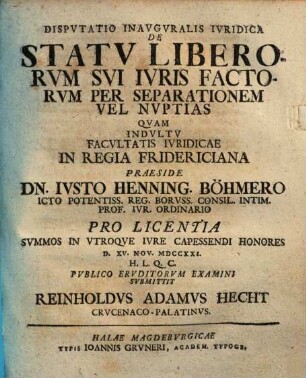 DISPVTATIO INAVGVRALIS IVRIDICA
DE
STATV LIBERO-
RVM SVI IVRIS FACTO-
RVM PER SEPARATIONEM
VEL NVPTIAS
QVAM
INDVLTV
FACVLTATIS IVRIDICAE
IN REGIA FRIDERICIANA
PRAESIDE
DN. IVSTO HENNING. BÖHMERO
ICTO POTENTISS. REG. BORVSS. CONSIL. INTIM.
PROF. IVR. ORDINARIO
PRO LICENTIA
SVMMOS IN VTROQVE IVRE CAPESSENDI HONORES
D. XV. NOV. MDCCXXI.
H. L. Q. C.
PVBLICO ERVDITORVM EXAMINI
SVBMITTIT
REINHOLDVS ADAMVS HECHT
CRVCENACO-PALATINVS.
HALAE MAGDEBVRGICAE
TYPIS IOANNIS GRVNERI, ACADEM. TYPOGR.